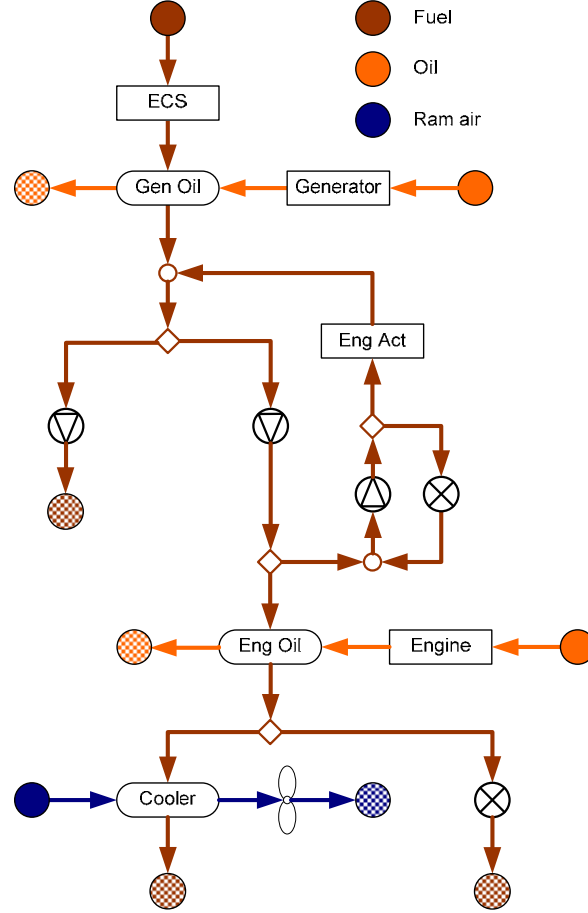 Fuel
Oil
Ram air
ECS
Gen Oil
Generator
Eng Act
Eng Oil
Engine
Cooler